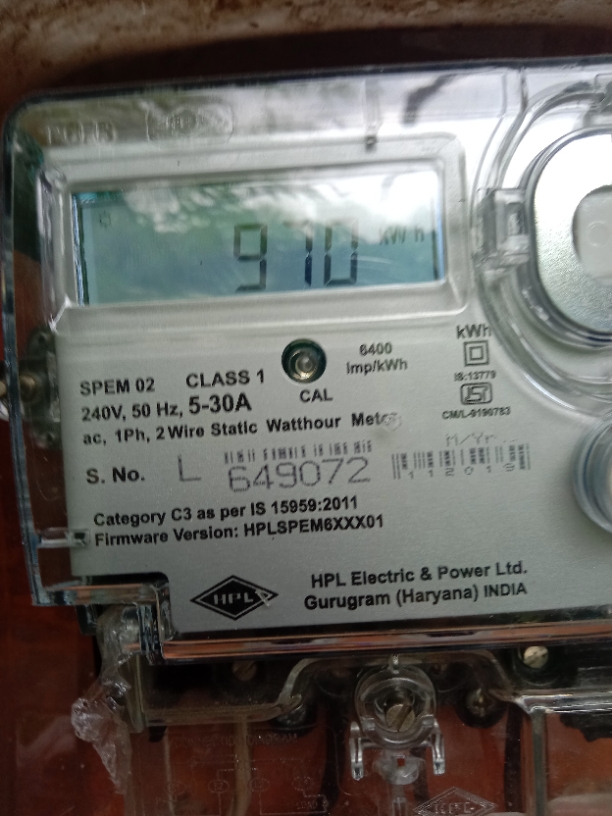 970 kWh
6400
Imp/kWh
kWh
IS:13779
CM/L-9190783
SPEM 02 CLASS 1
CAL
240V, 50 Hz, 5-30A
ac, 1Ph, 2 Wire Static Watthour Meter
M/Yr.
S. No. L 649072
Category C3 as per IS 15959:2011
Firmware Version: HPLSPEM6XXX01
HPL
HPL Electric & Power Ltd.
Gurugram (Haryana) INDIA